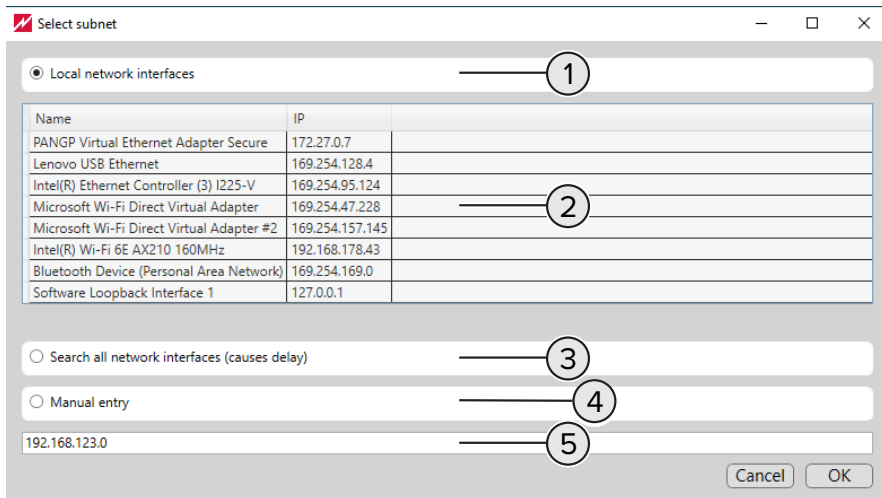 Select subnet
Local network interfaces 1
Name IP
PANGP Virtual Ethernet Adapter Secure 172.27.0.7
Lenovo USB Ethernet 169.254.128.4
Intel(R) Ethernet Controller (3) I225-V 169.254.95.124
Microsoft Wi-Fi Direct Virtual Adapter 169.254.47.228 2
Microsoft Wi-Fi Direct Virtual Adapter #2 169.254.157.145
Intel(R) Wi-Fi 6E AX210 160MHz 192.168.178.43
Bluetooth Device (Personal Area Network) 169.254.169.0
Software Loopback Interface 1 127.0.0.1
Search all network interfaces (causes delay) 3
Manual entry 4
192.168.123.0 5
Cancel OK